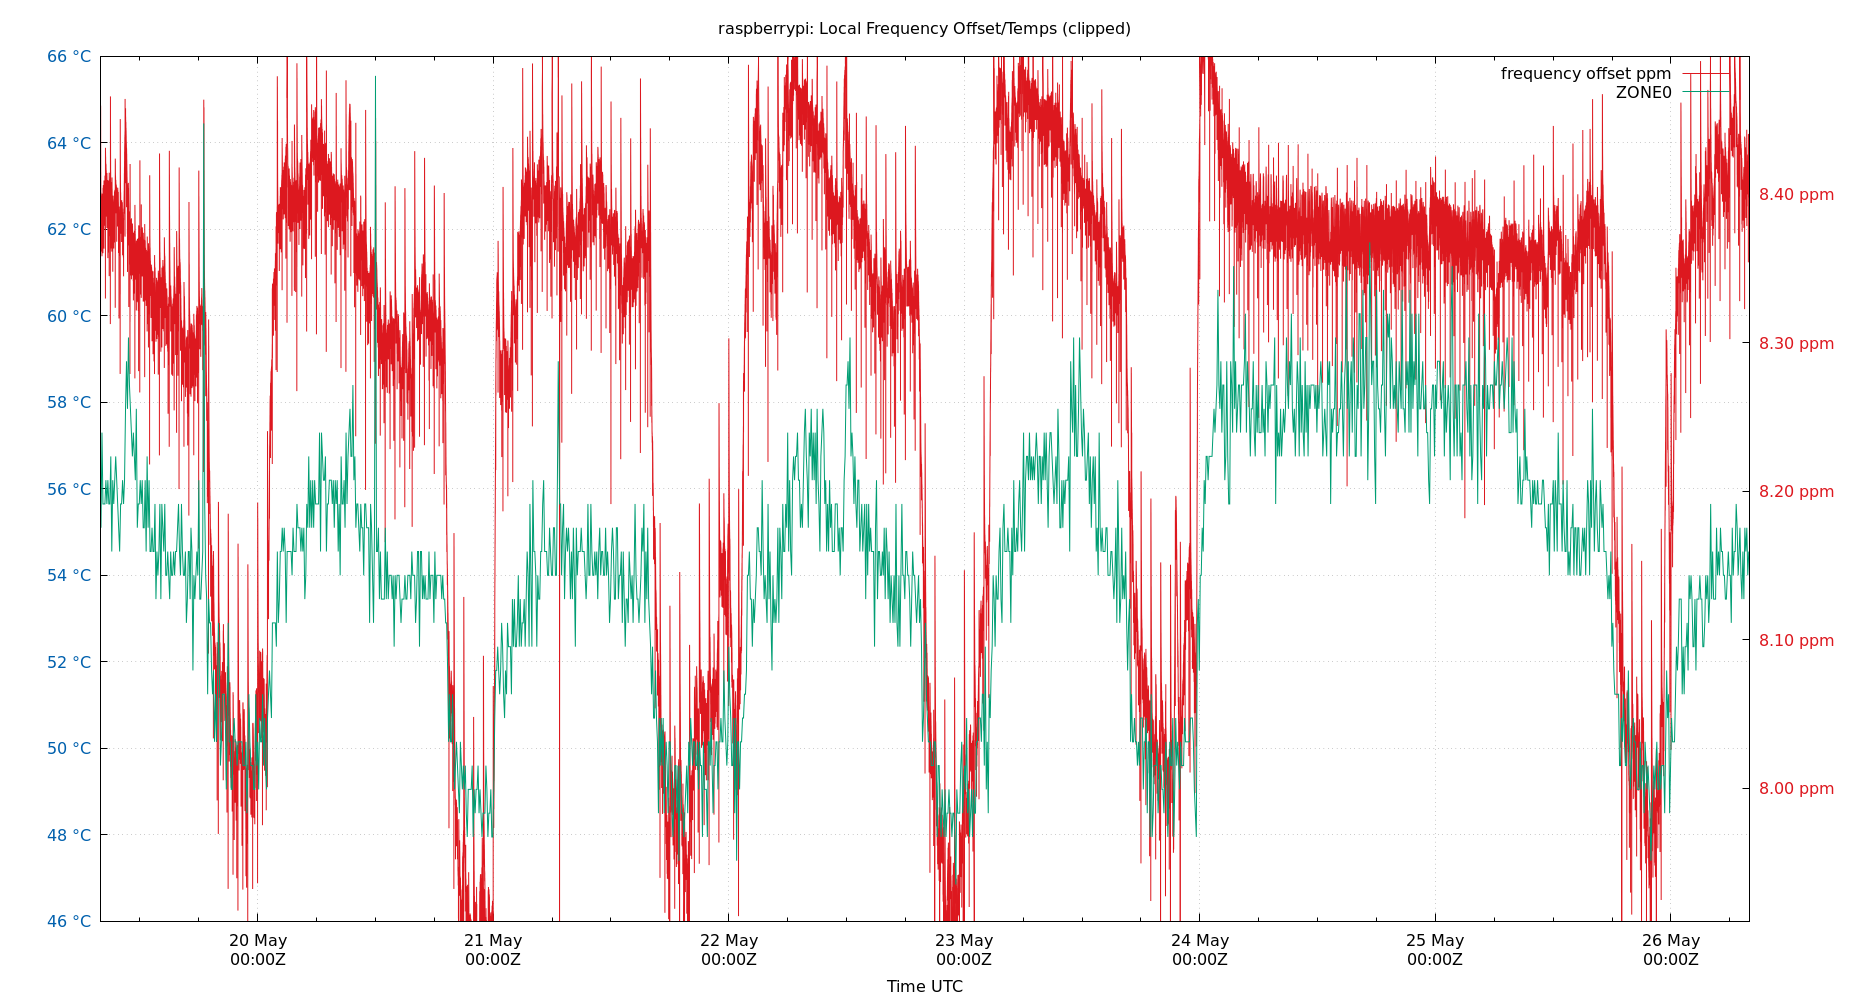 raspberrypi: Local Frequency Offset/Temps (clipped)
66 °C
64 °C
62 °C
60 °C
58 °C
56 °C
54 °C
52 °C
50 °C
48 °C
46 °C
frequency offset ppm
ZONE0
8.40 ppm
8.30 ppm
8.20 ppm
8.10 ppm
8.00 ppm
20 May
00:00Z
21 May
00:00Z
22 May
00:00Z
23 May
00:00Z
24 May
00:00Z
25 May
00:00Z
26 May
00:00Z
Time UTC